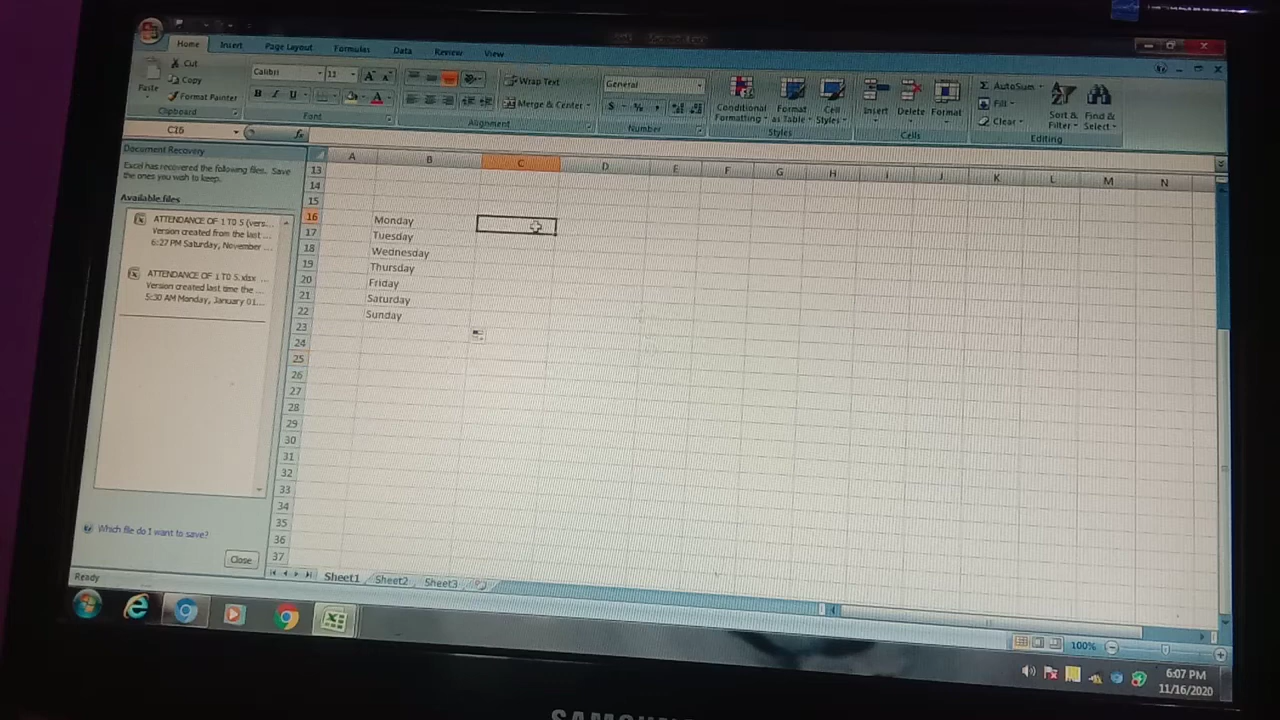 Home Insert Page Layout Formulas Data Review View
Cut
Copy
Format Painter
Paste
Clipboard
Calibri 11
B I U
A
Font
Wrap Text
Merge & Center
Alignment
General
$ %
Number
Conditional Formatting
Format as Table
Cell Styles
Styles
Insert Delete Format
Cells
Σ AutoSum
Fill
Clear
Sort & Filter
Find & Select
Editing
C16
fx
Document Recovery
Excel has recovered the following files. Save
the ones you wish to keep.
Available files
ATTENDANCE OF 1 TO 5 (vers...
Version created from the last ...
6:27 PM Saturday, November ...
ATTENDANCE OF 1 TO 5.xlsx ...
Version created last time the ...
5:30 AM Monday, January 01...
Which file do I want to save?
Close
A B C D E F G H J K L M N
13
14
15
16 Monday
17 Tuesday
18 Wednesday
19 Thursday
20 Friday
21 Saturday
22 Sunday
23
24
25
26
27
28
29
30
31
32
33
34
35
36
37
Sheet1 Sheet2 Sheet3
Ready
100%
6:07 PM
11/16/2020